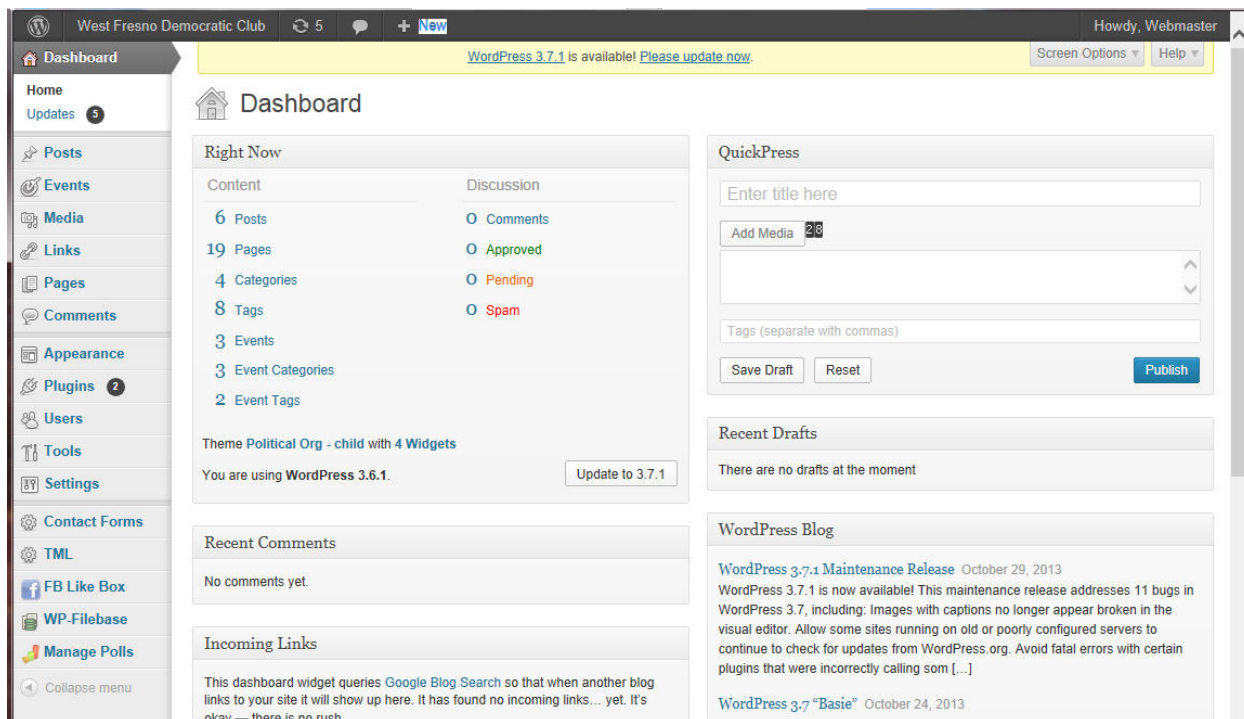 West Fresno Democratic Club 5 + New Howdy, Webmaster
Dashboard
Home
Updates 5
Posts
Events
Media
Links
Pages
Comments
Appearance
Plugins 2
Users
Tools
Settings
Contact Forms
TML
FB Like Box
WP-Filebase
Manage Polls
Collapse menu
WordPress 3.7.1 is available! Please update now.
Screen Options Help
Dashboard
Right Now
Content Discussion
6 Posts 0 Comments
19 Pages 0 Approved
4 Categories 0 Pending
8 Tags 0 Spam
3 Events
3 Event Categories
2 Event Tags
Theme Political Org - child with 4 Widgets
You are using WordPress 3.6.1. Update to 3.7.1
Recent Comments
No comments yet.
Incoming Links
This dashboard widget queries Google Blog Search so that when another blog
links to your site it will show up here. It has found no incoming links… yet. It's
okay — there is no rush.
QuickPress
Enter title here
Add Media 28
Tags (separate with commas)
Save Draft Reset Publish
Recent Drafts
There are no drafts at the moment
WordPress Blog
WordPress 3.7.1 Maintenance Release October 29, 2013
WordPress 3.7.1 is now available! This maintenance release addresses 11 bugs in
WordPress 3.7, including: Images with captions no longer appear broken in the
visual editor. Allow some sites running on old or poorly configured servers to
continue to check for updates from WordPress.org. Avoid fatal errors with certain
plugins that were incorrectly calling som […]
WordPress 3.7 “Basie” October 24, 2013